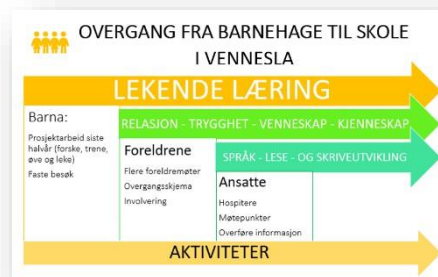 OVERGANG FRA BARNEHAGE TIL SKOLE
I VENNESLA
LEKENDE LÆRING
Barna:
Prosjektarbeid siste
halvår (forske, trene,
øve og leke)
Faste besøk
RELASJON - TRYGGHET - VENNESKAP - KJENNESKAP
Foreldrene
Flere foreldremøter
Overgangsskjema
Involvering
SPRÅK - LESE - OG SKRIVEUTVIKLING
Ansatte
Hospitere
Møtepunkter
Overføre informasjon
AKTIVITETER